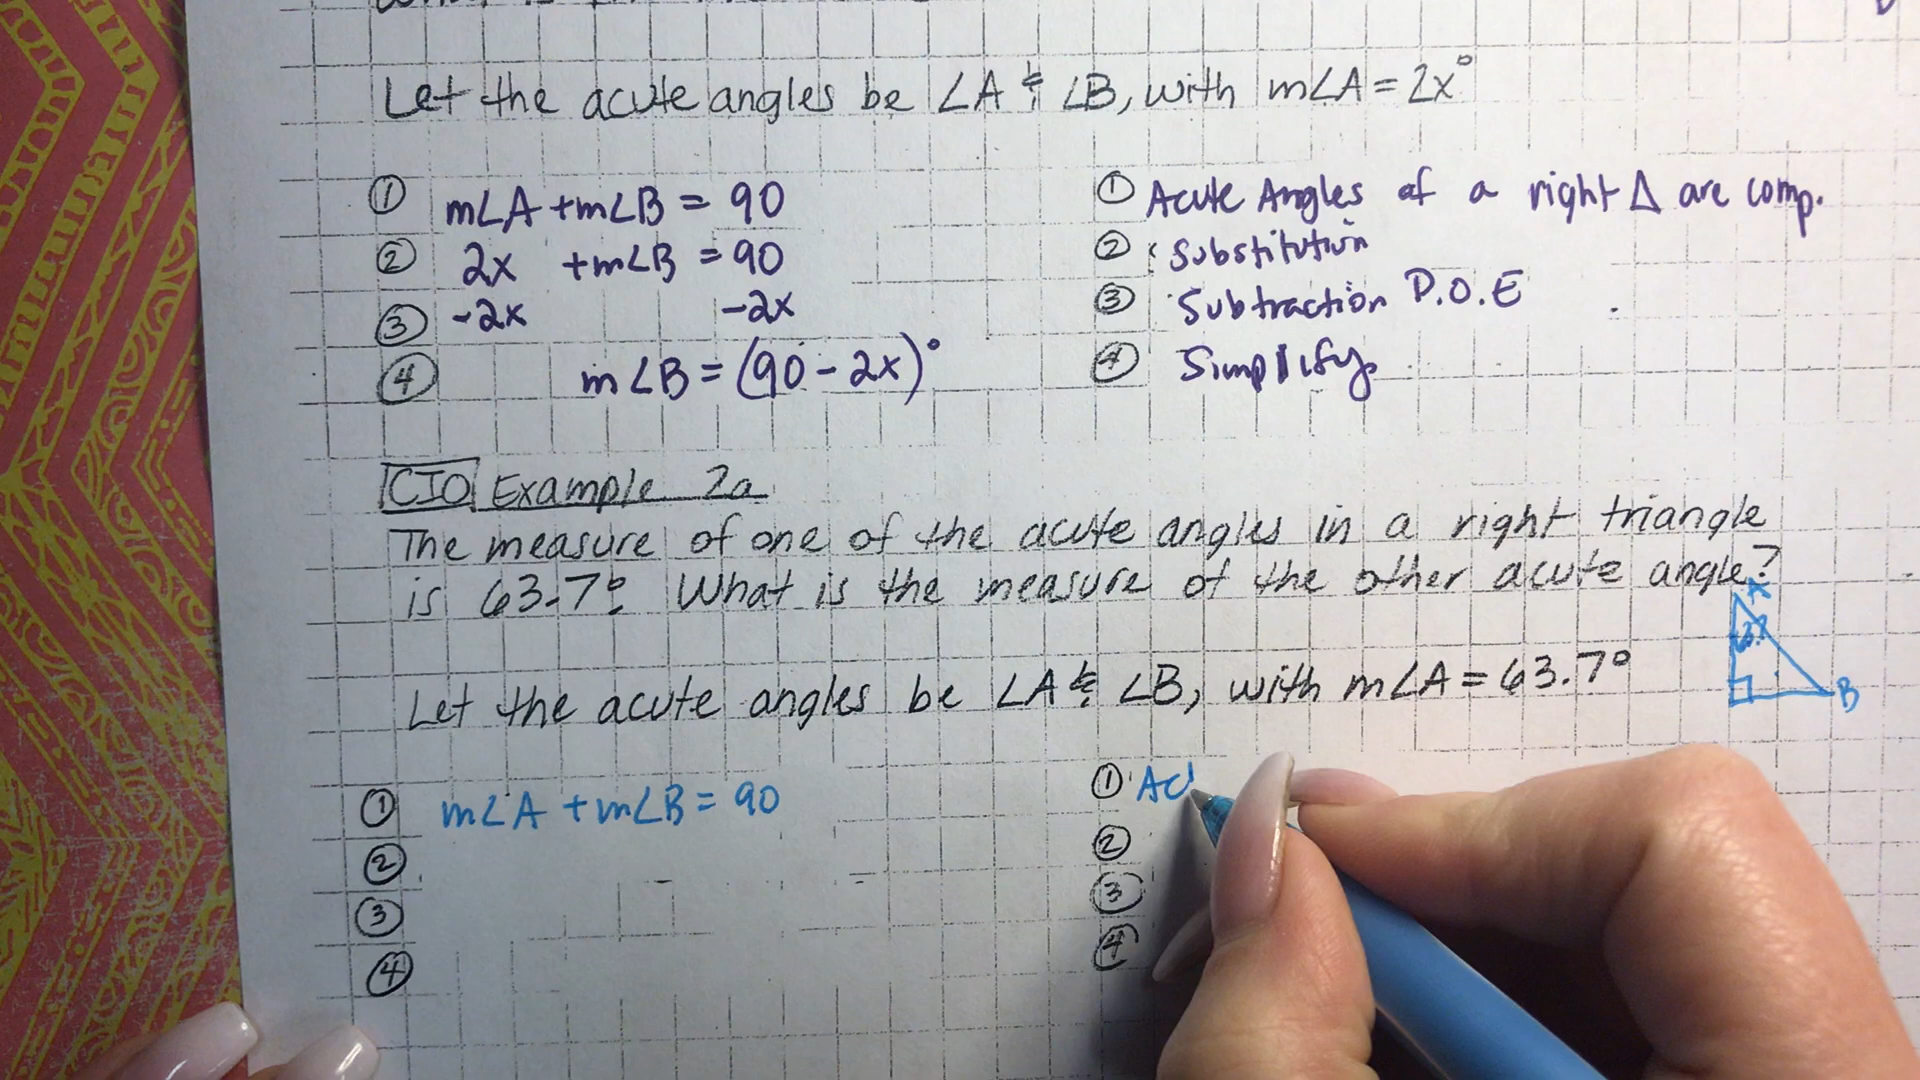 Let the acute angles be ∠A & ∠B, with m∠A = 2x°
① m∠A + m∠B = 90
② 2x + m∠B = 90
③ -2x -2x
④ m∠B = (90 - 2x)°
① Acute Angles of a right Δ are comp.
② Substitution
③ Subtraction P.O.E
④ Simplify.
CIO Example 2a
The measure of one of the acute angles in a right triangle
is 63.7°. What is the measure of the other acute angle?
A
63.7
B
Let the acute angles be ∠A & ∠B, with m∠A = 63.7°
① m∠A + m∠B = 90
②
③
④
① Acu
②
③
④